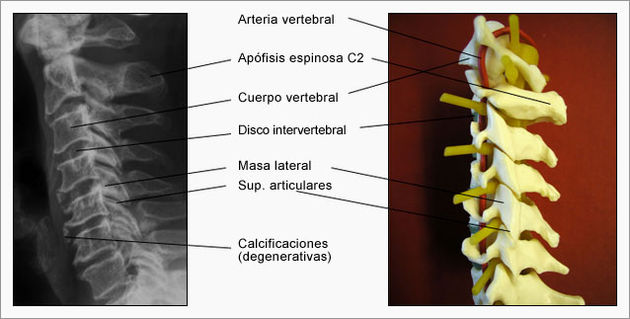 Arteria vertebral
Apófisis espinosa C2
Cuerpo vertebral
Disco intervertebral
Masa lateral
Sup. articulares
Calcificaciones
(degenerativas)